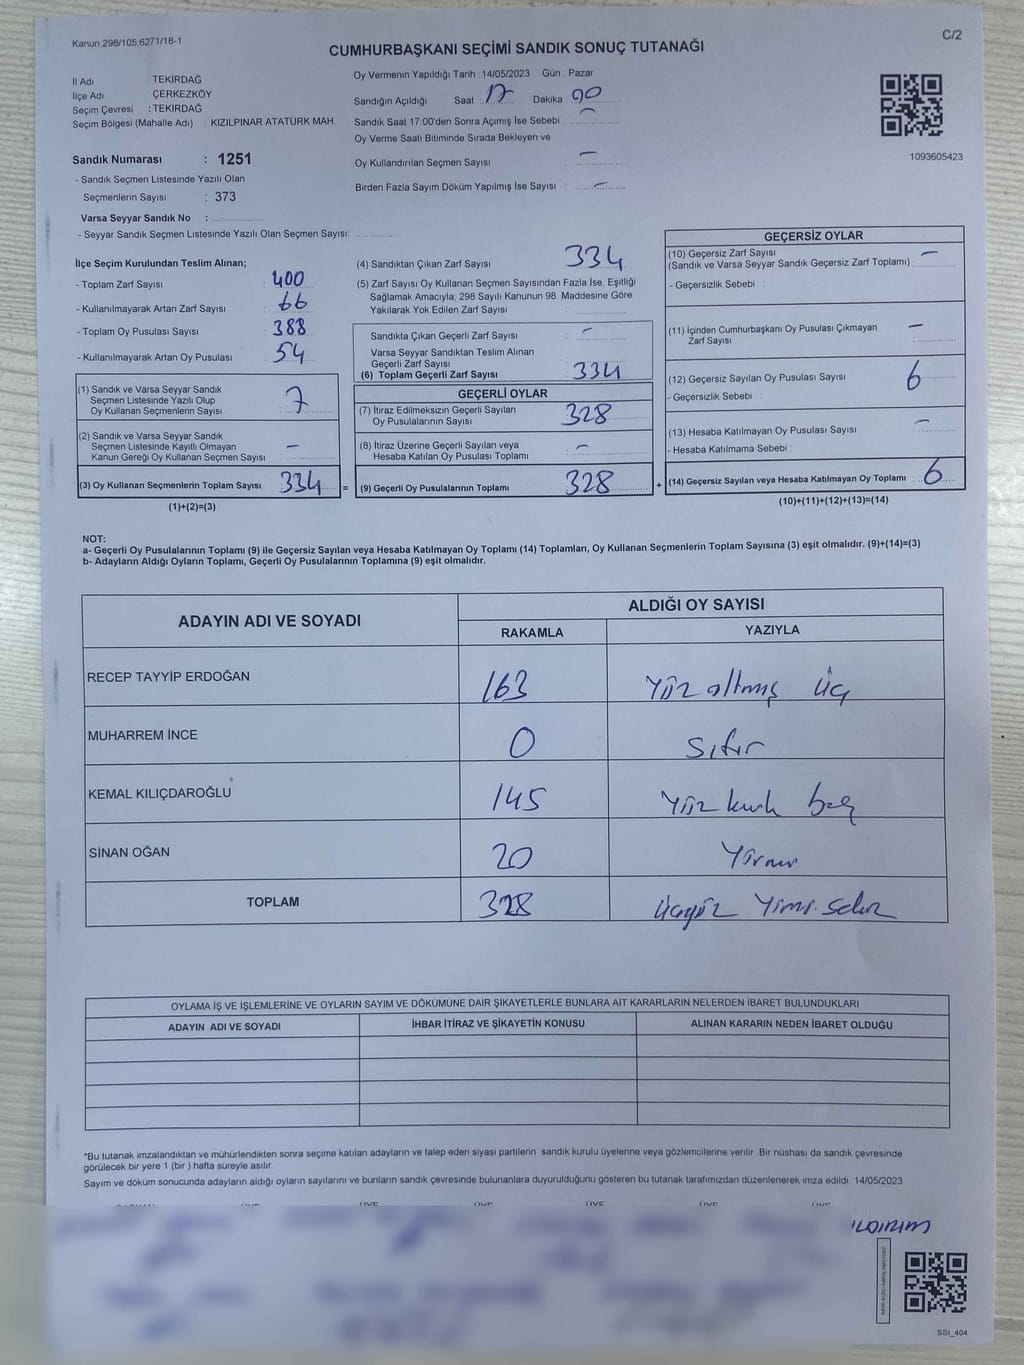 Kanun;298/105;6271/18-1
C/2
CUMHURBAŞKANI SEÇİMİ SANDIK SONUÇ TUTANAĞI
İl Adı TEKİRDAĞ
İlçe Adı ÇERKEZKÖY
Seçim Çevresi : TEKİRDAĞ
Seçim Bölgesi (Mahalle Adı) : KIZILPINAR ATATÜRK MAH.
Oy Vermenin Yapıldığı Tarih : 14/05/2023 Gün : Pazar
Sandığın Açıldığı Saat 17 Dakika 00
Sandık Saat 17:00'den Sonra Açımış İse Sebebi : —
Oy Verme Saati Bitiminde Sırada Bekleyen ve
Oy Kullandırılan Seçmen Sayısı : —
Birden Fazla Sayım Döküm Yapılmış İse Sayısı : —
1093605423
Sandık Numarası : 1251
- Sandık Seçmen Listesinde Yazılı Olan
Seçmenlerin Sayısı : 373
Varsa Seyyar Sandık No :
- Seyyar Sandık Seçmen Listesinde Yazılı Olan Seçmen Sayısı:
İlçe Seçim Kurulundan Teslim Alınan;
- Toplam Zarf Sayısı : 400
- Kullanılmayarak Artan Zarf Sayısı : 66
- Toplam Oy Pusulası Sayısı : 388
- Kullanılmayarak Artan Oy Pusulası : 54
(1) Sandık ve Varsa Seyyar Sandık
Seçmen Listesinde Yazılı Olup
Oy Kullanan Seçmenlerin Sayısı : 7
(2) Sandık ve Varsa Seyyar Sandık
Seçmen Listesinde Kayıtlı Olmayan
Kanun Gereği Oy Kullanan Seçmen Sayısı : —
(3) Oy Kullanan Seçmenlerin Toplam Sayısı : 334 =
(1)+(2)=(3)
(4) Sandıktan Çıkan Zarf Sayısı : 334
(5) Zarf Sayısı Oy Kullanan Seçmen Sayısından Fazla İse, Eşitliği
Sağlamak Amacıyla; 298 Sayılı Kanunun 98. Maddesine Göre
Yakılarak Yok Edilen Zarf Sayısı :
Sandıkta Çıkan Geçerli Zarf Sayısı : —
Varsa Seyyar Sandıktan Teslim Alınan
Geçerli Zarf Sayısı :
(6) Toplam Geçerli Zarf Sayısı : 334
GEÇERLİ OYLAR
(7) İtiraz Edilmeksizin Geçerli Sayılan
Oy Pusulalarının Sayısı : 328
(8) İtiraz Üzerine Geçerli Sayılan veya
Hesaba Katılan Oy Pusulası Toplamı : —
(9) Geçerli Oy Pusulalarının Toplamı : 328 +
GEÇERSİZ OYLAR
(10) Geçersiz Zarf Sayısı
(Sandık ve Varsa Seyyar Sandık Geçersiz Zarf Toplamı) : —
- Geçersizlik Sebebi :
(11) İçinden Cumhurbaşkanı Oy Pusulası Çıkmayan
Zarf Sayısı : —
(12) Geçersiz Sayılan Oy Pusulası Sayısı : 6
- Geçersizlik Sebebi :
(13) Hesaba Katılmayan Oy Pusulası Sayısı : —
- Hesaba Katılmama Sebebi :
(14) Geçersiz Sayılan veya Hesaba Katılmayan Oy Toplamı : 6
(10)+(11)+(12)+(13)=(14)
NOT:
a- Geçerli Oy Pusulalarının Toplamı (9) ile Geçersiz Sayılan veya Hesaba Katılmayan Oy Toplamı (14) Toplamları, Oy Kullanan Seçmenlerin Toplam Sayısına (3) eşit olmalıdır. (9)+(14)=(3)
b- Adayların Aldığı Oyların Toplamı, Geçerli Oy Pusulalarının Toplamına (9) eşit olmalıdır.
ADAYIN ADI VE SOYADI ALDIĞI OY SAYISI
RAKAMLA YAZIYLA
RECEP TAYYİP ERDOĞAN 163 Yüz altmış üç
MUHARREM İNCE 0 Sıfır
KEMAL KILIÇDAROĞLU 145 Yüz kırk beş
SİNAN OĞAN 20 Yirmi
TOPLAM 328 Üçyüz Yirmi Sekiz
OYLAMA İŞ VE İŞLEMLERİNE VE OYLARIN SAYIM VE DÖKÜMÜNE DAİR ŞİKAYETLERLE BUNLARA AİT KARARLARIN NELERDEN İBARET BULUNDUKLARI
ADAYIN ADI VE SOYADI İHBAR İTİRAZ VE ŞİKAYETİN KONUSU ALINAN KARARIN NEDEN İBARET OLDUĞU
*Bu tutanak imzalandıktan ve mühürlendikten sonra seçime katılan adayların ve talep eden siyasi partilerin sandık kurulu üyelerine veya gözlemcilerine verilir. Bir nüshası da sandık çevresinde
görülecek bir yere 1 (bir ) hafta süreyle asılır.
Sayım ve döküm sonucunda adayların aldığı oyların sayılarını ve bunların sandık çevresinde bulunanlara duyurulduğunu gösteren bu tutanak tarafımızdan düzenlenerek imza edildi. 14/05/2023
ÜYE ÜYE ÜYE ÜYE ÜYE ÜYE
ILDIRIM
SSI_404